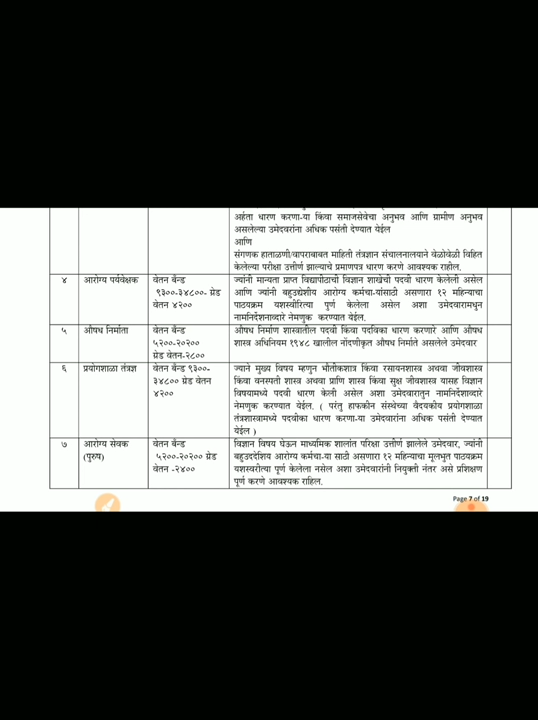 अर्हता धारण करणा-या किंवा समाजसेवेचा अनुभव आणि ग्रामीण अनुभव
असलेल्या उमेदवारांना अधिक पसंती देण्यात येईल
आणि
संगणक हाताळणी/वापराबाबत माहिती तंत्रज्ञान संचालनालयाने वेळोवेळी विहित
केलेल्या परीक्षा उत्तीर्ण झाल्याचे प्रमाणपत्र धारण करणे आवश्यक राहील.
४ आरोग्य पर्यवेक्षक वेतन बॅन्ड ज्यांनी मान्यता प्राप्त विद्यापीठाची विज्ञान शाखेची पदवी धारण केलेली असेल
९३००-३४८००- ग्रेड आणि ज्यांनी बहुउद्येशीय आरोग्य कर्मचा-यांसाठी असणारा १२ महिन्याचा
वेतन ४२०० पाठयक्रम यशस्वीरित्या पुर्ण केलेला असेल अशा उमेदवारामधुन
नामनिर्देशनाव्दारे नेमणुक करण्यात येईल.
५ औषध निर्माता वेतन बॅन्ड औषध निर्माण शास्त्रातील पदवी किंवा पदविका धारण करणारे आणि औषध
५२००-२०२०० शास्त्र अधिनियम १९४८ खालील नोंदणीकृत औषध निर्माते असलेले उमेदवार
ग्रेड वेतन-२८००
६ प्रयोगशाळा तंत्रज्ञ वेतन बॅन्ड ९३००- ज्याने मुख्य विषय म्हणुन भौतीकशात्र किंवा रसायनशास्त्र अथवा जीवशास्त्र
३४८०० ग्रेड वेतन किंवा वनस्पती शास्त्र अथवा प्राणि शास्त्र किंवा सुक्ष जीवशास्त्र यासह विज्ञान
४२०० विषयामध्ये पदवी धारण केली असेल अशा उमेदवारातुन नामनिर्देशाव्दारे
नेमणुक करण्यात येईल. ( परंतु हाफकीन संस्थेच्या वैदयकीय प्रयोगशाळा
तंत्रशास्त्रामध्ये पदवीका धारण करणा-या उमेदवारांना अधिक पसंती देण्यात
येईल )
७ आरोग्य सेवक वेतन बॅन्ड विज्ञान विषय घेऊन माध्यमिक शालांत परिक्षा उत्तीर्ण झालेले उमेदवार, ज्यांनी
(पुरुष) ५२००-२०२०० ग्रेड बहुउददेशिय आरोग्य कर्मचा-या साठी असणारा १२ महिन्याचा मूलभुत पाठयक्रम
वेतन -२४०० यशस्वरीत्या पुर्ण केलेला नसेल अशा उमेदवारांनी नियुक्ती नंतर असे प्रशिक्षण
पूर्ण करणे आवश्यक राहिल.
Page 7 of 19